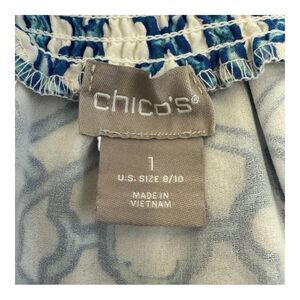 chico's®
1
U.S. SIZE 8/10
MADE IN
VIETNAM